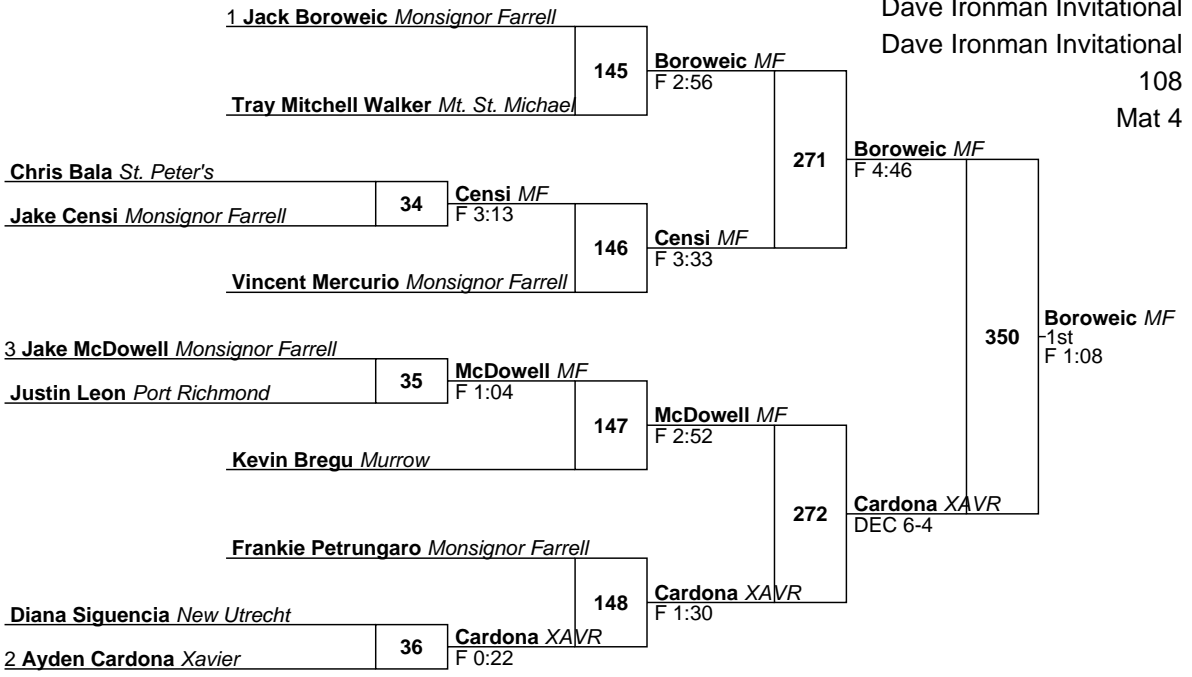 Dave Ironman Invitational
Dave Ironman Invitational
108
Mat 4
1 Jack Boroweic Monsignor Farrell
145
Boroweic MF
F 2:56
Tray Mitchell Walker Mt. St. Michael
271
Boroweic MF
F 4:46
Chris Bala St. Peter's
34
Censi MF
F 3:13
Jake Censi Monsignor Farrell
146
Censi MF
F 3:33
Vincent Mercurio Monsignor Farrell
350
Boroweic MF
1st
F 1:08
3 Jake McDowell Monsignor Farrell
35
McDowell MF
F 1:04
Justin Leon Port Richmond
147
McDowell MF
F 2:52
Kevin Bregu Murrow
272
Cardona XAVR
DEC 6-4
Frankie Petrungaro Monsignor Farrell
148
Cardona XAVR
F 1:30
Diana Siguencia New Utrecht
36
Cardona XAVR
F 0:22
2 Ayden Cardona Xavier